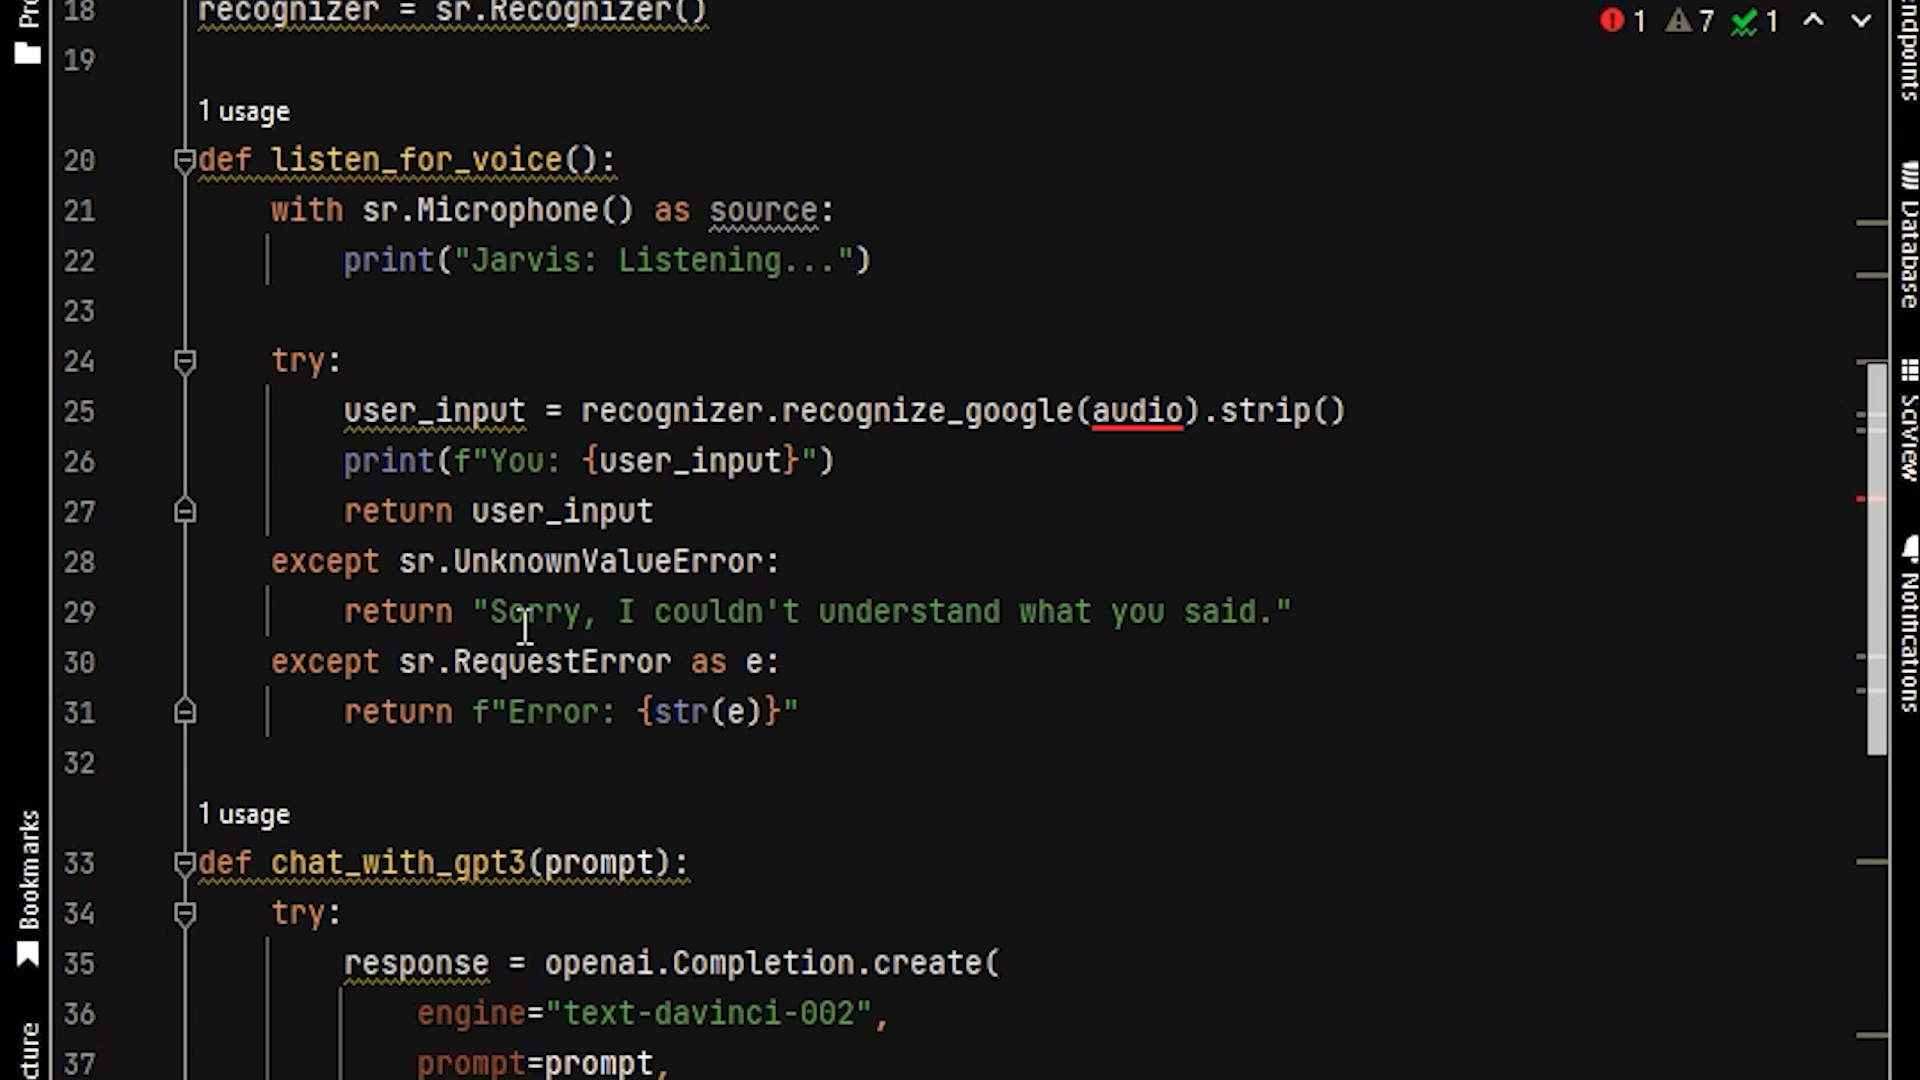 18 recognizer = sr.Recognizer()
1 7 1
19
1 usage
20 def listen_for_voice():
21 with sr.Microphone() as source:
22 print("Jarvis: Listening...")
23
24 try:
25 user_input = recognizer.recognize_google(audio).strip()
26 print(f"You: {user_input}")
27 return user_input
28 except sr.UnknownValueError:
29 return "Sorry, I couldn't understand what you said."
30 except sr.RequestError as e:
31 return f"Error: {str(e)}"
32
1 usage
33 def chat_with_gpt3(prompt):
34 try:
35 response = openai.Completion.create(
36 engine="text-davinci-002",
37 prompt=prompt,
Bookmarks
Database
SciView
Notifications